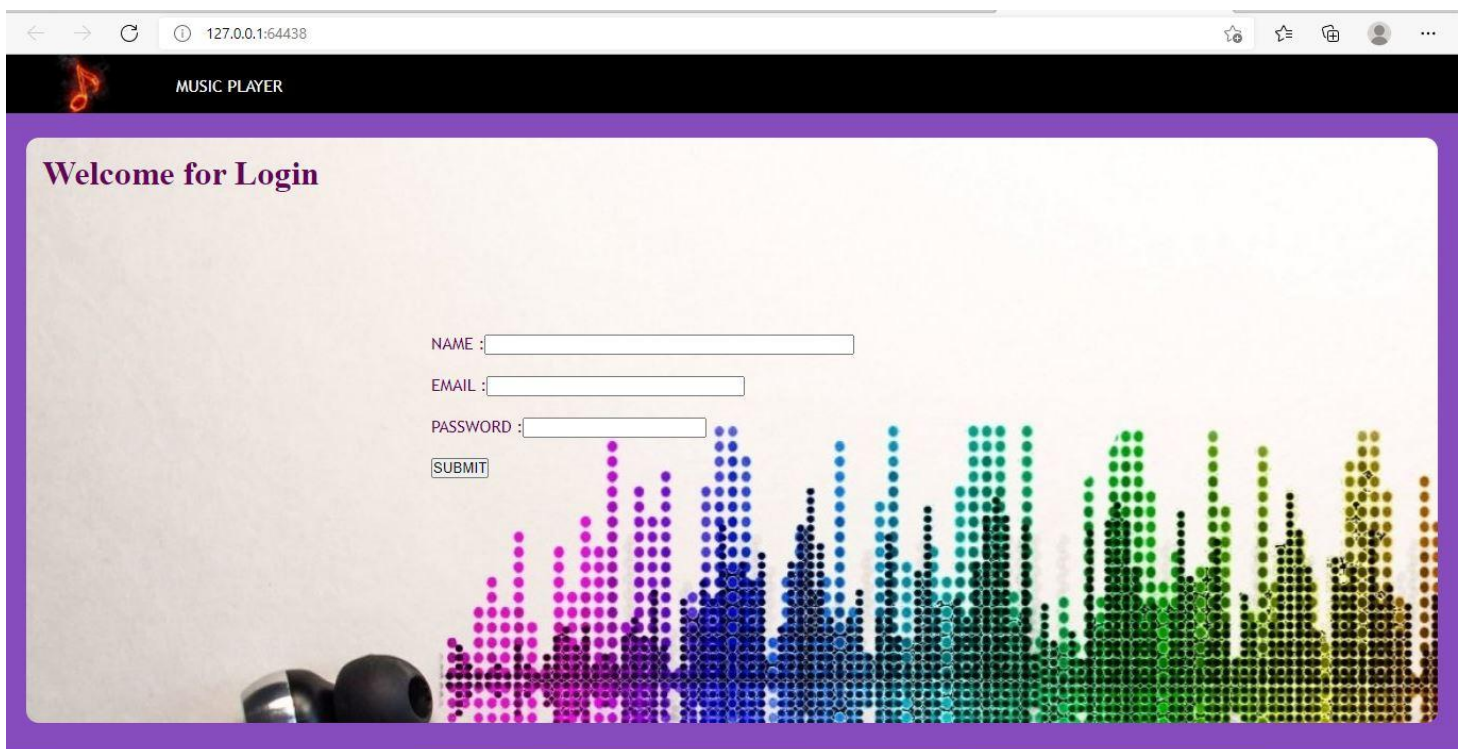 127.0.0.1:64438
MUSIC PLAYER
Welcome for Login
NAME :
EMAIL :
PASSWORD :
SUBMIT